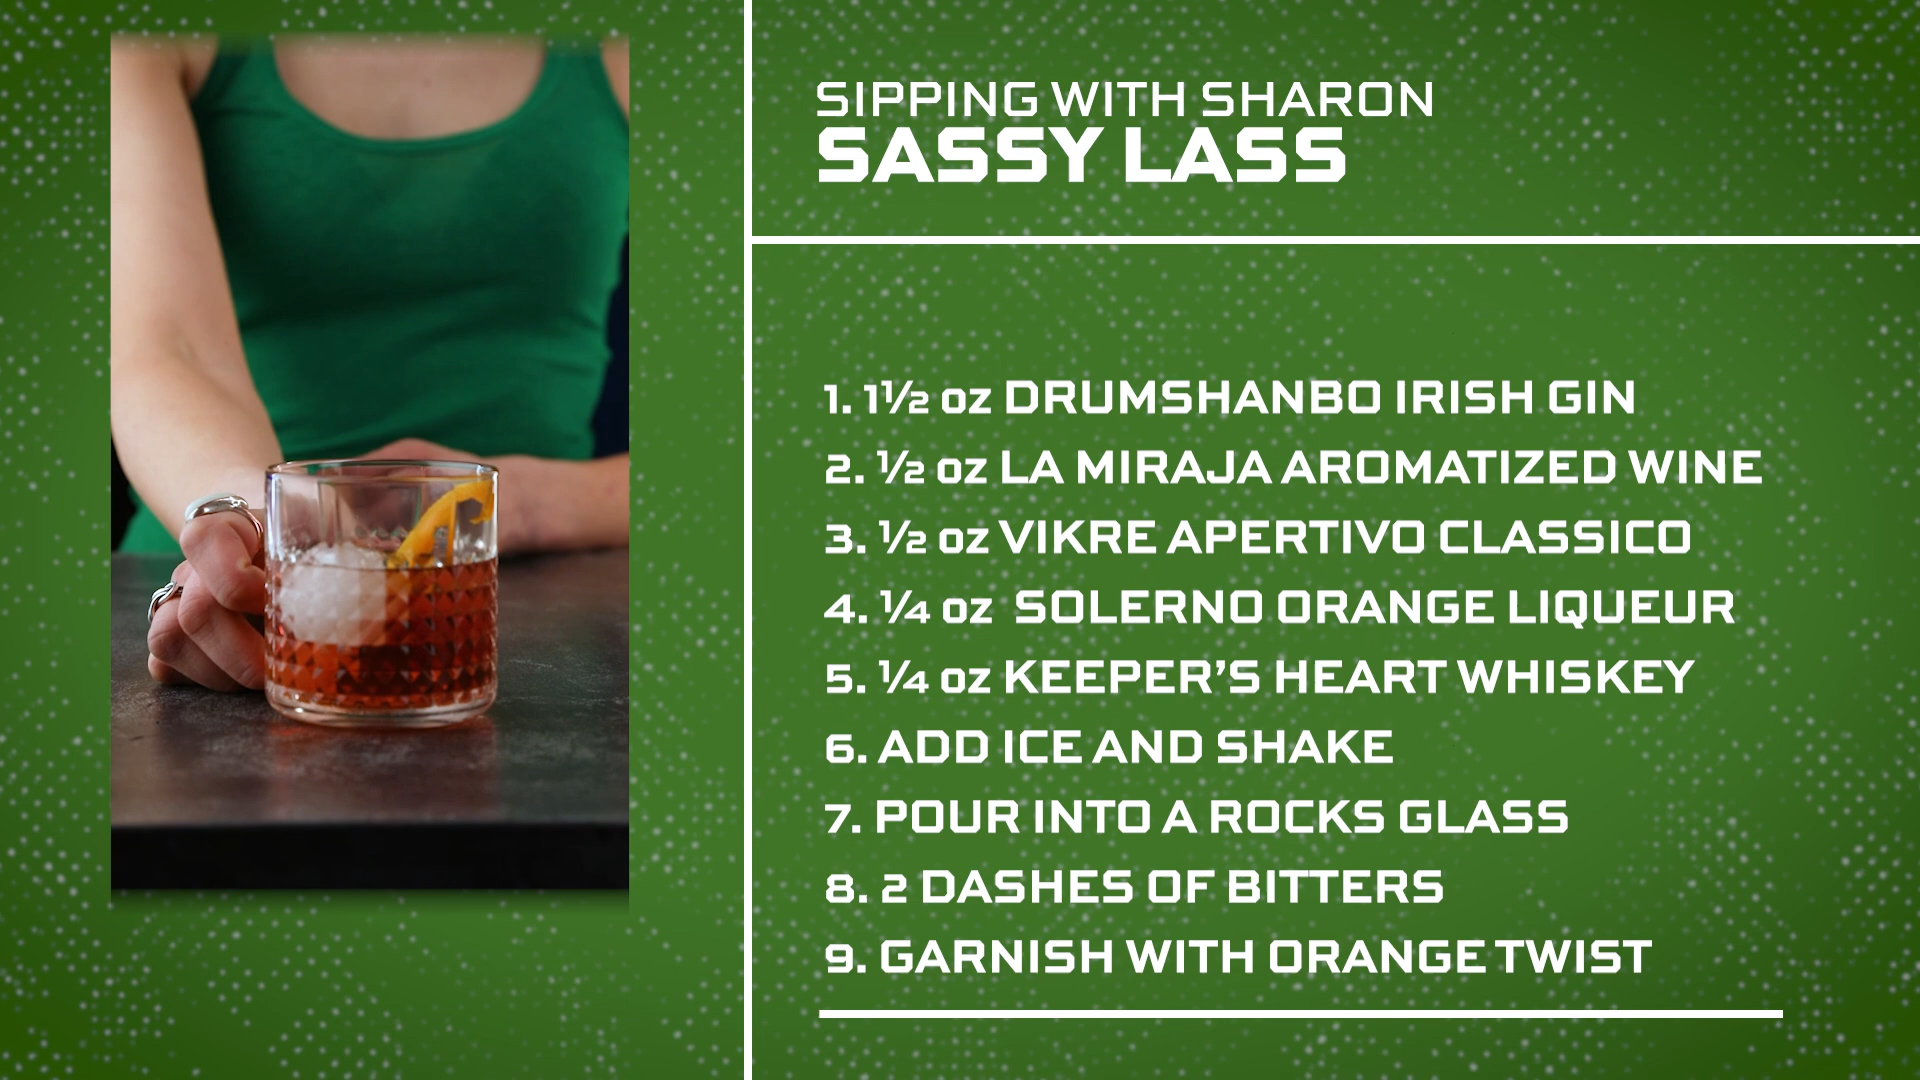 SIPPING WITH SHARON
SASSY LASS
1. 1½ oz DRUMSHANBO IRISH GIN
2. ½ oz LA MIRAJA AROMATIZED WINE
3. ½ oz VIKRE APERTIVO CLASSICO
4. ¼ oz SOLERNO ORANGE LIQUEUR
5. ¼ oz KEEPER’S HEART WHISKEY
6. ADD ICE AND SHAKE
7. POUR INTO A ROCKS GLASS
8. 2 DASHES OF BITTERS
9. GARNISH WITH ORANGE TWIST